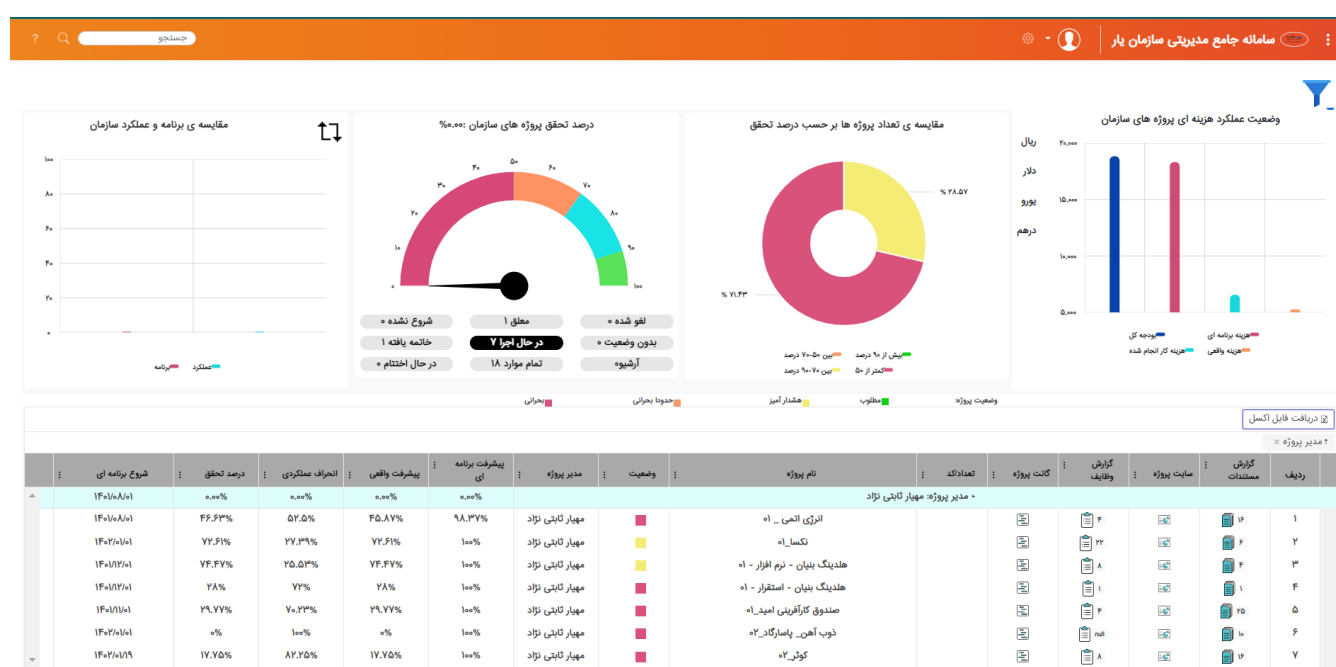 سامانه جامع مدیریتی سازمان یار
جستجو
?
وضعیت عملکرد هزینه ای پروژه های سازمان
ریال
دلار
یورو
درهم
۲۰,۰۰۰
۱۵,۰۰۰
۱۰,۰۰۰
۵,۰۰۰
هزینه برنامه ای
بودجه کل
هزینه واقعی
هزینه کار انجام شده
مقایسه ی تعداد پروژه ها بر حسب درصد تحقق
% ۲۸.۵۷
% ۷۱.۴۳
بیش از ۹۰ درصد
بین ۵۰-۷۰ درصد
کمتر از ۵۰
بین ۷۰-۹۰ درصد
درصد تحقق پروژه های سازمان :۰.۰۰%
۰
۱۰
۲۰
۳۰
۴۰
۵۰
۶۰
۷۰
۸۰
۹۰
۱۰۰
لغو شده ۰
معلق ۱
شروع نشده ۰
بدون وضعیت ۰
در حال اجرا ۷
خاتمه یافته ۱
آرشیو۰
تمام موارد ۱۸
در حال اختتام ۰
مقایسه ی برنامه و عملکرد سازمان
۱۰۰
۸۰
۶۰
۴۰
۲۰
۰
عملکرد
برنامه
وضعیت پروژه:
مطلوب
هشدار آمیز
حدودا بحرانی
بحرانی
دریافت فایل اکسل
↑ مدیر پروژه ×
ردیف گزارش مستندات سایت پروژه گزارش وظایف گانت پروژه تعداد/کد نام پروژه وضعیت مدیر پروژه پیشرفت برنامه ای پیشرفت واقعی انحراف عملکردی درصد تحقق شروع برنامه ای
مدیر پروژه: مهیار ثابتی نژاد ۰.۰۰% ۰.۰۰% ۰.۰۰% ۰.۰۰% ۱۴۰۱/۰۸/۰۱
۱ ۱۶ ۴ انرژی اتمی _ ۰۱ مهیار ثابتی نژاد ۹۸.۳۷% ۴۵.۸۷% ۵۲.۵% ۴۶.۶۳% ۱۴۰۱/۰۸/۰۱
۲ ۶ ۲۲ نکسا_۰۱ مهیار ثابتی نژاد ۱۰۰% ۷۲.۶۱% ۲۷.۳۹% ۷۲.۶۱% ۱۴۰۲/۰۱/۰۱
۳ ۴ ۸ هلدینگ بنیان - نرم افزار - ۰۱ مهیار ثابتی نژاد ۱۰۰% ۷۴.۴۷% ۲۵.۵۳% ۷۴.۴۷% ۱۴۰۱/۱۲/۰۱
۴ ۱ ۱ هلدینگ بنیان - استقرار - ۰۱ مهیار ثابتی نژاد ۱۰۰% ۲۸% ۷۲% ۲۸% ۱۴۰۱/۱۲/۰۱
۵ ۲۵ ۴ صندوق کارآفرینی امید_۰۱ مهیار ثابتی نژاد ۱۰۰% ۲۹.۷۷% ۷۰.۲۳% ۲۹.۷۷% ۱۴۰۱/۱۱/۰۱
۶ ۱۰ null ذوب آهن_ پاسارگاد_۰۲ مهیار ثابتی نژاد ۱۰۰% ۰% ۱۰۰% ۰% ۱۴۰۲/۰۱/۰۱
۷ ۱۶ ۸ کوثر_۰۲ مهیار ثابتی نژاد ۱۰۰% ۱۷.۷۵% ۸۲.۲۵% ۱۷.۷۵% ۱۴۰۲/۰۱/۱۹